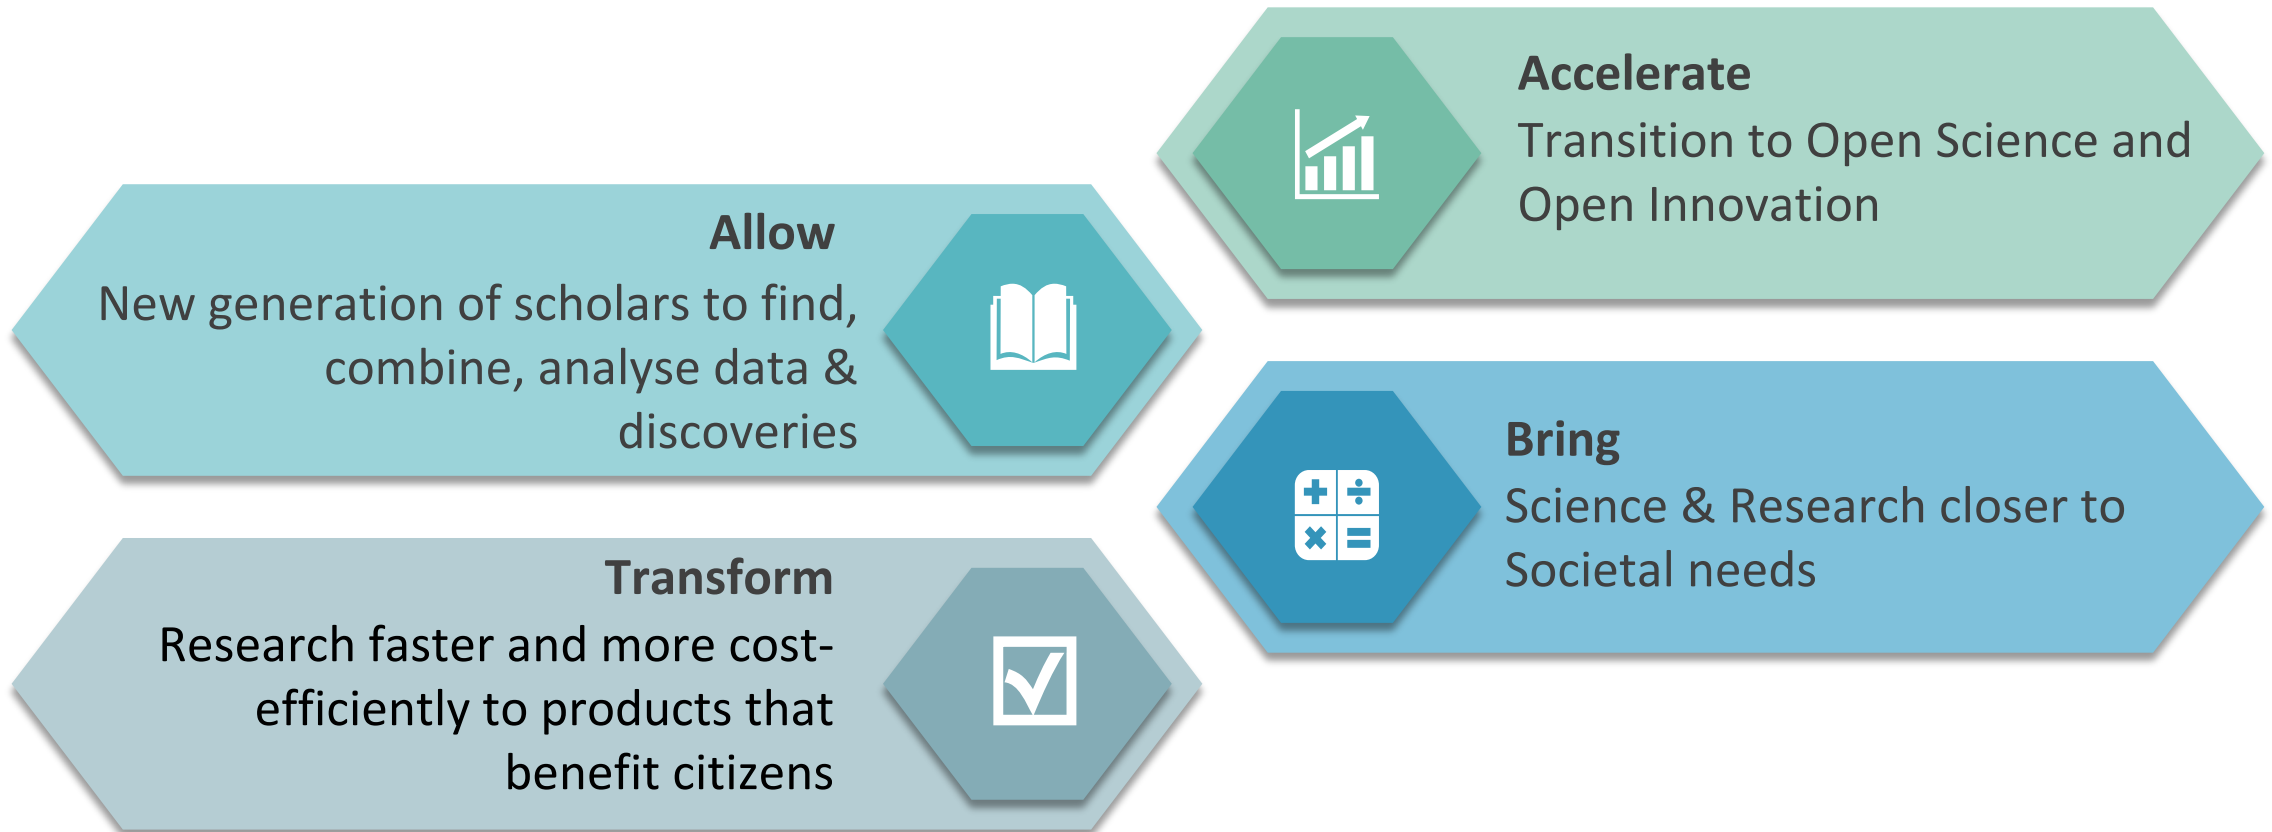 Accelerate
Transition to Open Science and
Open Innovation
Allow
New generation of scholars to find,
combine, analyse data &
discoveries
Bring
Science & Research closer to
Societal needs
Transform
Research faster and more cost-
efficiently to products that
benefit citizens